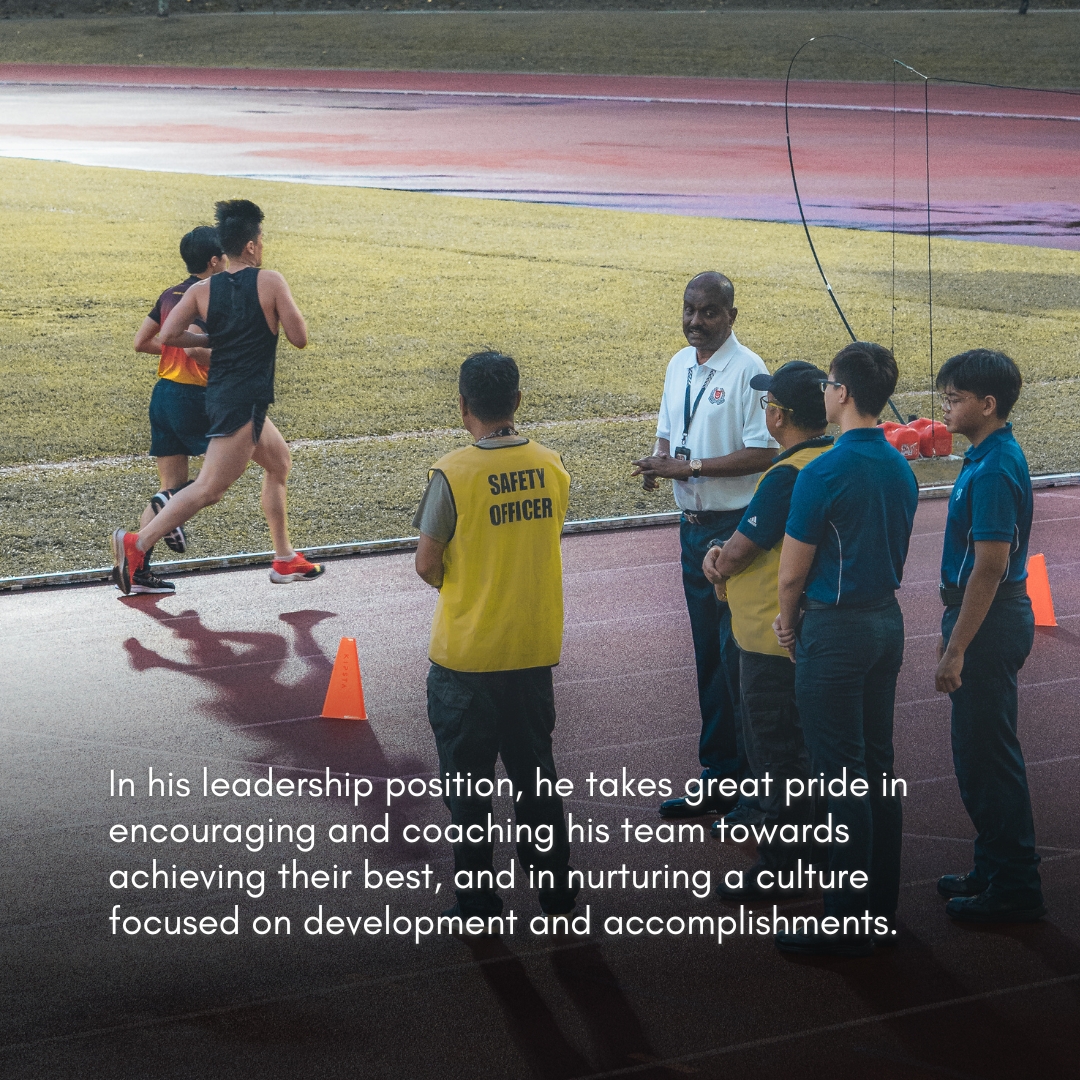 SAFETY
OFFICER
In his leadership position, he takes great pride in
encouraging and coaching his team towards
achieving their best, and in nurturing a culture
focused on development and accomplishments.